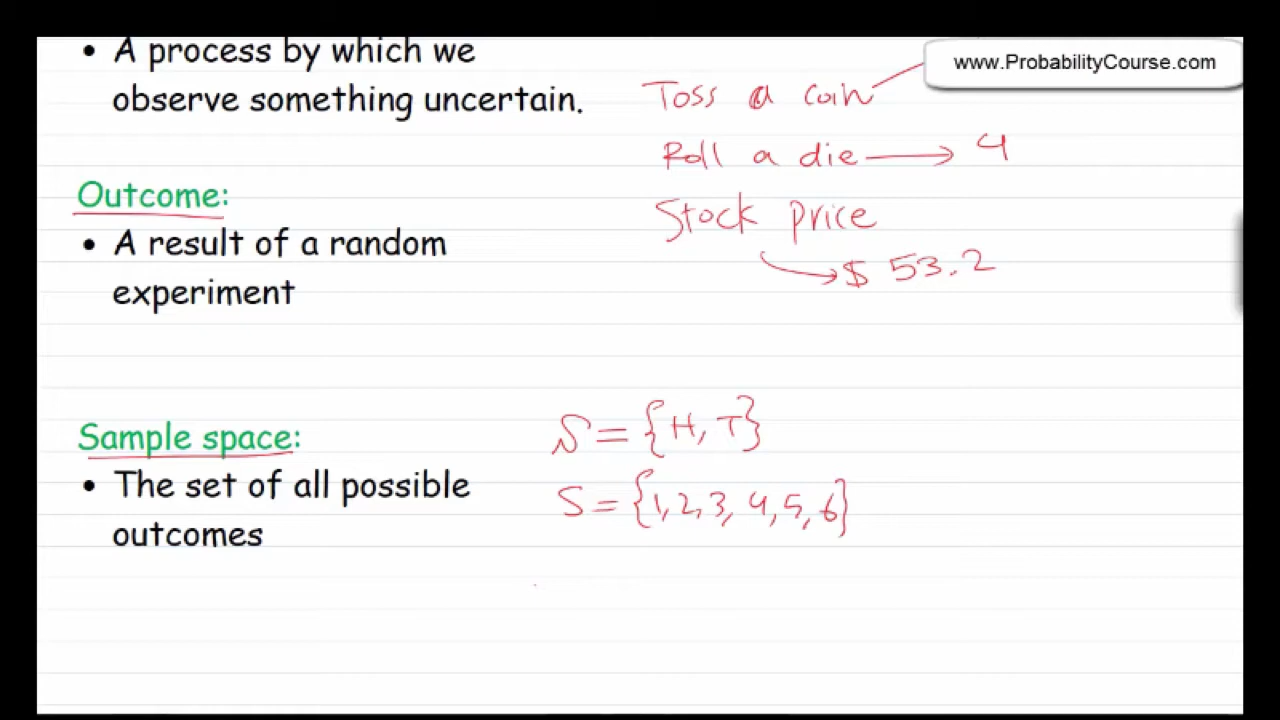 • A process by which we
observe something uncertain.
www.ProbabilityCourse.com
Toss a coin
Roll a die → 4
Stock price
→ $ 53.2
Outcome:
• A result of a random
experiment
Sample space:
• The set of all possible
outcomes
S = {H, T}
S = {1, 2, 3, 4, 5, 6}